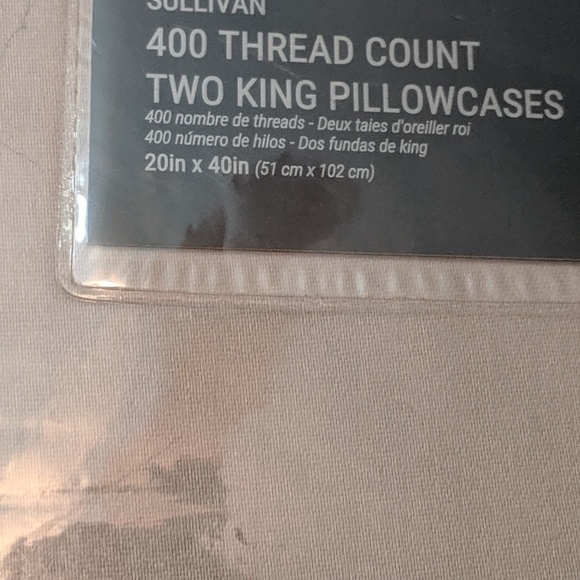 SULLIVAN
400 THREAD COUNT
TWO KING PILLOWCASES
400 nombre de threads - Deux taies d'oreiller roi
400 número de hilos - Dos fundas de king
20in x 40in (51 cm x 102 cm)